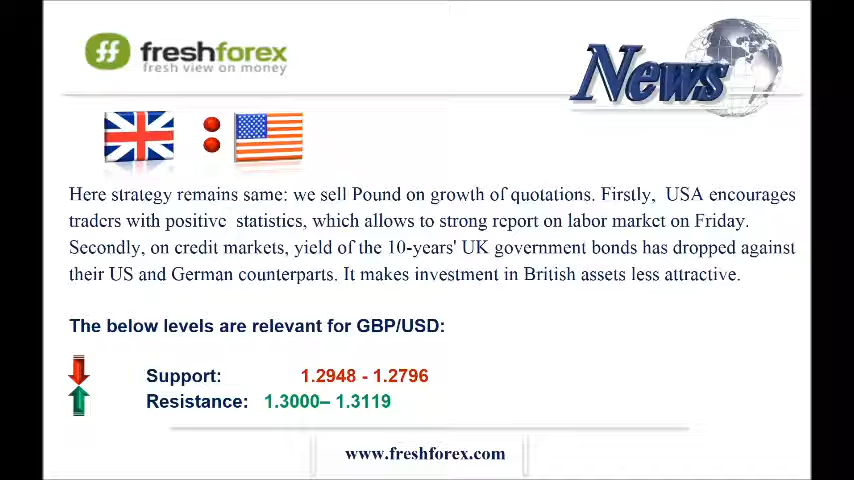 freshforex
fresh view on money
News
Here strategy remains same: we sell Pound on growth of quotations. Firstly, USA encourages
traders with positive statistics, which allows to strong report on labor market on Friday.
Secondly, on credit markets, yield of the 10-years' UK government bonds has dropped against
their US and German counterparts. It makes investment in British assets less attractive.
The below levels are relevant for GBP/USD:
Support: 1.2948 - 1.2796
Resistance: 1.3000– 1.3119
www.freshforex.com